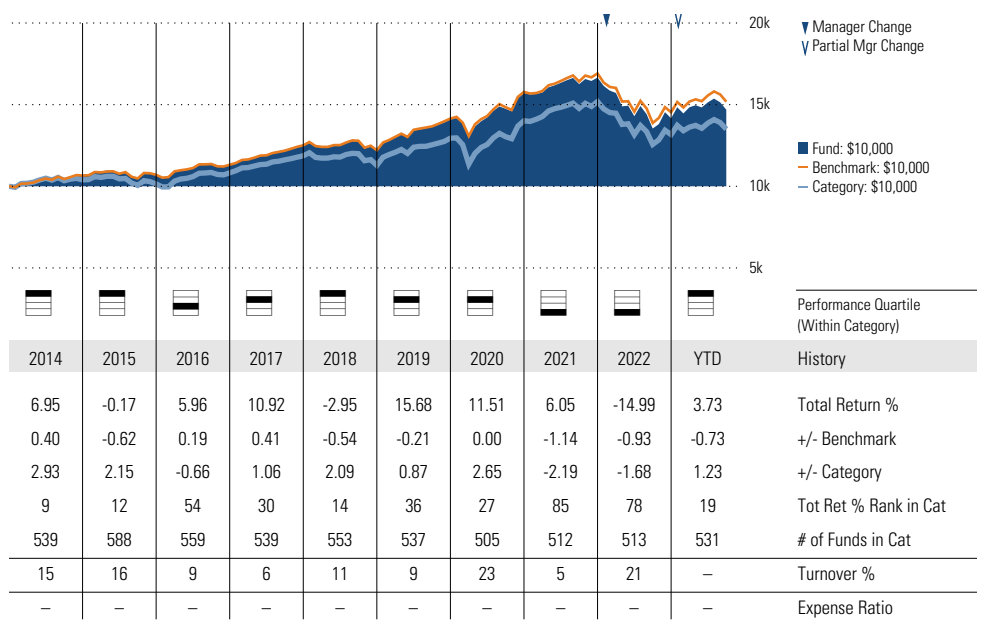 20k
▼ Manager Change
Partial Mgr Change
15k
Fund: $10,000
Benchmark: $10,000
Category: $10,000
10k
5k
Performance Quartile
(Within Category)
2014 2015 2016 2017 2018 2019 2020 2021 2022 YTD History
6.95 -0.17 5.96 10.92 -2.95 15.68 11.51 6.05 -14.99 3.73 Total Return %
0.40 -0.62 0.19 0.41 -0.54 -0.21 0.00 -1.14 -0.93 -0.73 +/- Benchmark
2.93 2.15 -0.66 1.06 2.09 0.87 2.65 -2.19 -1.68 1.23 +/- Category
9 12 54 30 14 36 27 85 78 19 Tot Ret % Rank in Cat
539 588 559 539 553 537 505 512 513 531 # of Funds in Cat
15 16 9 6 11 9 23 5 21 – Turnover %
– – – – – – – – – – Expense Ratio